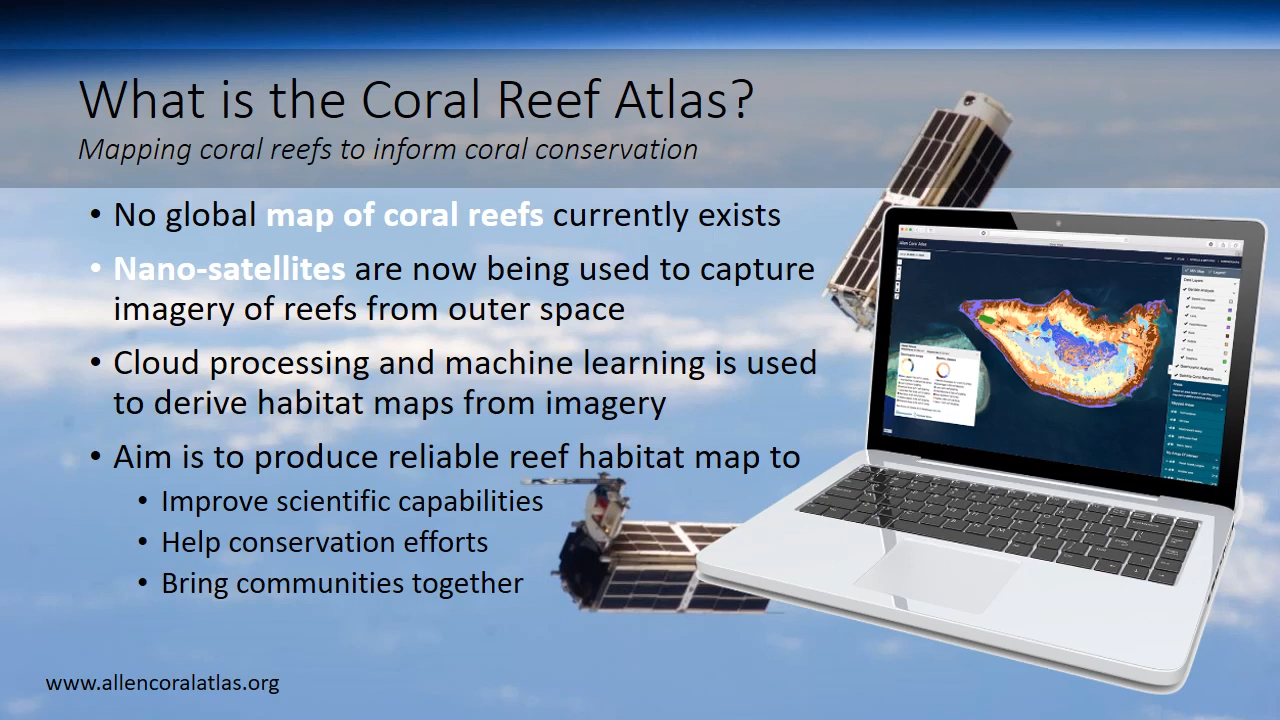 What is the Coral Reef Atlas?
Mapping coral reefs to inform coral conservation
• No global map of coral reefs currently exists
• Nano-satellites are now being used to capture
imagery of reefs from outer space
• Cloud processing and machine learning is used
to derive habitat maps from imagery
• Aim is to produce reliable reef habitat map to
• Improve scientific capabilities
• Help conservation efforts
• Bring communities together
www.allencoralatlas.org
Allen Coral Atlas